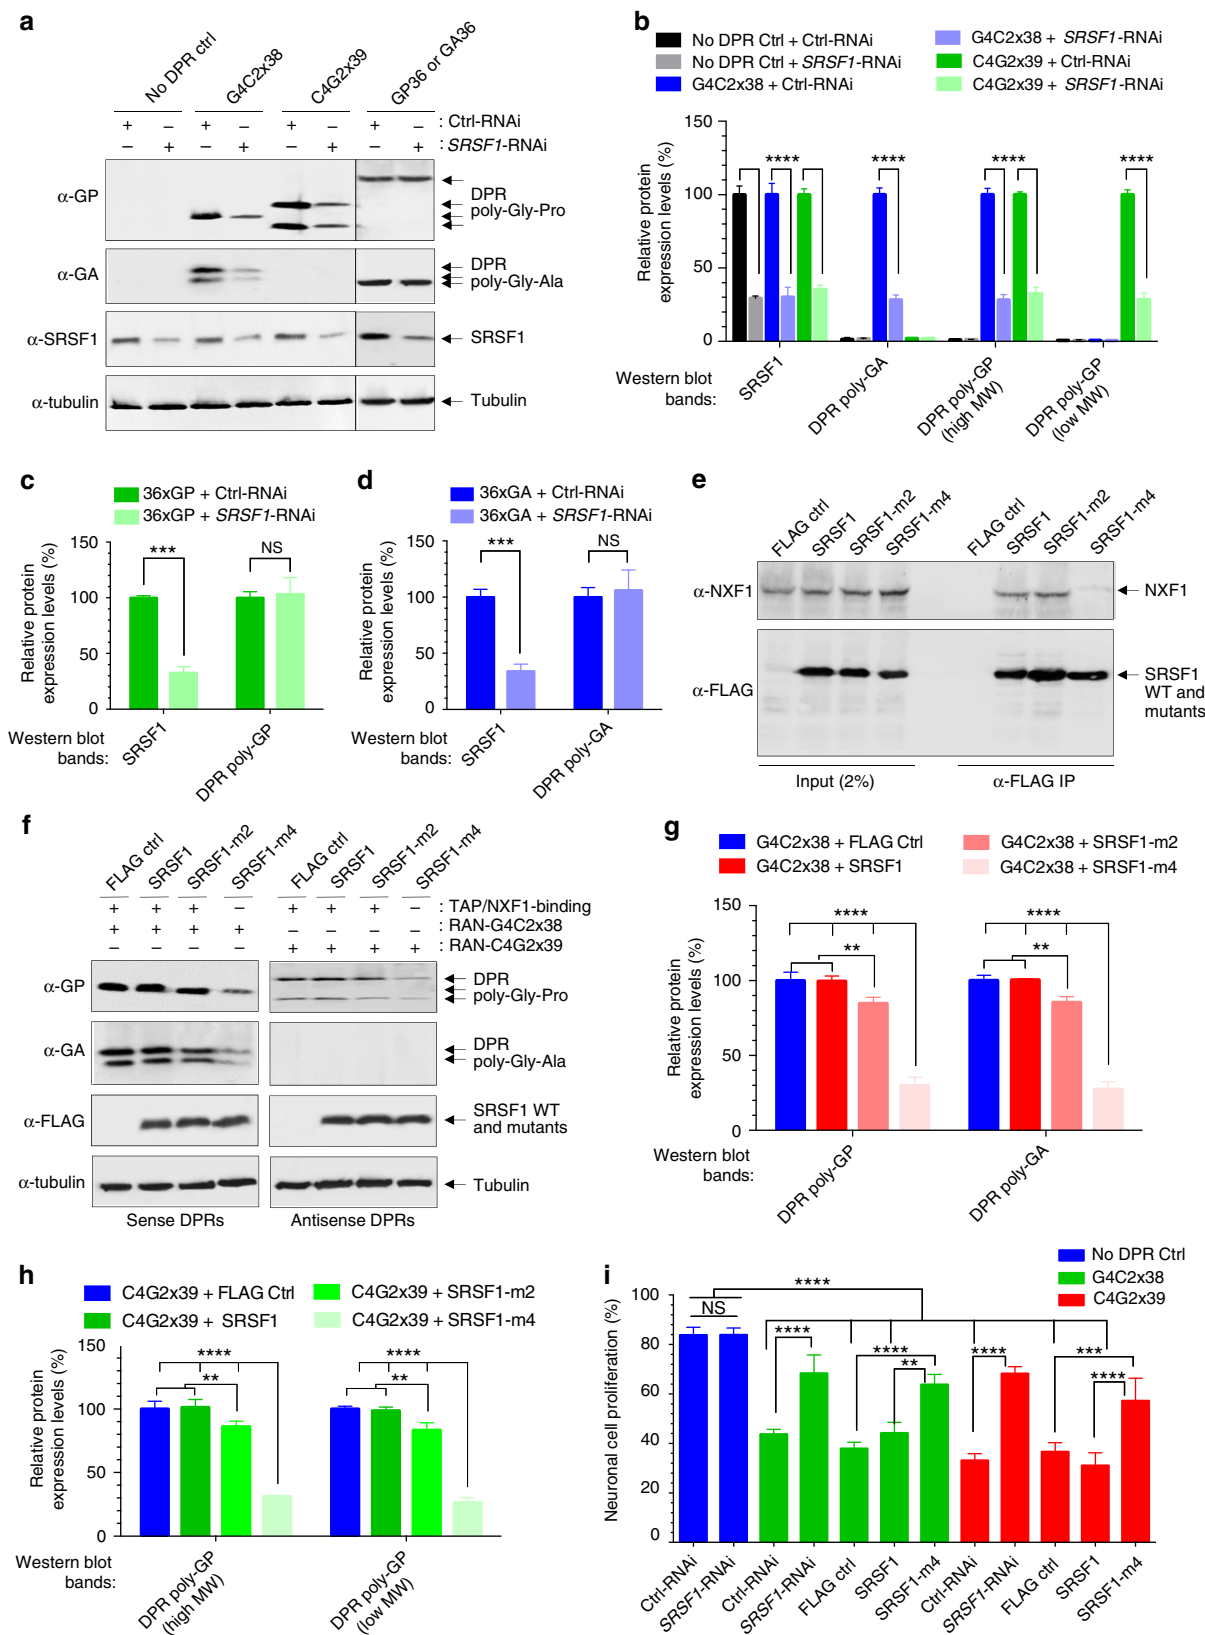 a
No DPR ctrl
G4C2x38
C4G2x39
GP36 or GA36
+ – + – + – + – : Ctrl-RNAi
– + – + – + – + : SRSF1-RNAi
α-GP
DPR
poly-Gly-Pro
α-GA
DPR
poly-Gly-Ala
α-SRSF1
SRSF1
α-tubulin
Tubulin
b
No DPR Ctrl + Ctrl-RNAi
No DPR Ctrl + SRSF1-RNAi
G4C2x38 + Ctrl-RNAi
G4C2x38 + SRSF1-RNAi
C4G2x39 + Ctrl-RNAi
C4G2x39 + SRSF1-RNAi
Relative protein
expression levels (%)
150
100
50
0
**** **** **** ****
Western blot
bands:
SRSF1
DPR poly-GA
DPR poly-GP
(high MW)
DPR poly-GP
(low MW)
c
36xGP + Ctrl-RNAi
36xGP + SRSF1-RNAi
Relative protein
expression levels (%)
150
100
50
0
*** NS
Western blot
bands:
SRSF1
DPR poly-GP
d
36xGA + Ctrl-RNAi
36xGA + SRSF1-RNAi
Relative protein
expression levels (%)
150
100
50
0
*** NS
Western blot
bands:
SRSF1
DPR poly-GA
e
FLAG ctrl
SRSF1
SRSF1-m2
SRSF1-m4
FLAG ctrl
SRSF1
SRSF1-m2
SRSF1-m4
α-NXF1
NXF1
α-FLAG
SRSF1
WT and
mutants
Input (2%)
α-FLAG IP
f
FLAG ctrl
SRSF1
SRSF1-m2
SRSF1-m4
FLAG ctrl
SRSF1
SRSF1-m2
SRSF1-m4
+ + + – + + + – : TAP/NXF1-binding
+ + + + – – – – : RAN-G4C2x38
– – – – + + + + : RAN-C4G2x39
α-GP
DPR
poly-Gly-Pro
α-GA
DPR
poly-Gly-Ala
α-FLAG
SRSF1 WT
and mutants
α-tubulin
Tubulin
Sense DPRs
Antisense DPRs
g
G4C2x38 + FLAG Ctrl
G4C2x38 + SRSF1
G4C2x38 + SRSF1-m2
G4C2x38 + SRSF1-m4
Relative protein
expression levels (%)
150
100
50
0
**** ****
** **
Western blot
bands:
DPR poly-GP
DPR poly-GA
h
C4G2x39 + FLAG Ctrl
C4G2x39 + SRSF1
C4G2x39 + SRSF1-m2
C4G2x39 + SRSF1-m4
Relative protein
expression levels (%)
150
100
50
0
**** ****
** **
Western blot
bands:
DPR poly-GP
(high MW)
DPR poly-GP
(low MW)
i
No DPR Ctrl
G4C2x38
C4G2x39
Neuronal cell proliferation (%)
100
80
60
40
20
0
****
NS
**** **** ** **** *** ****
Ctrl-RNAi
SRSF1-RNAi
Ctrl-RNAi
SRSF1-RNAi
FLAG ctrl
SRSF1
SRSF1-m4
Ctrl-RNAi
SRSF1-RNAi
FLAG ctrl
SRSF1
SRSF1-m4